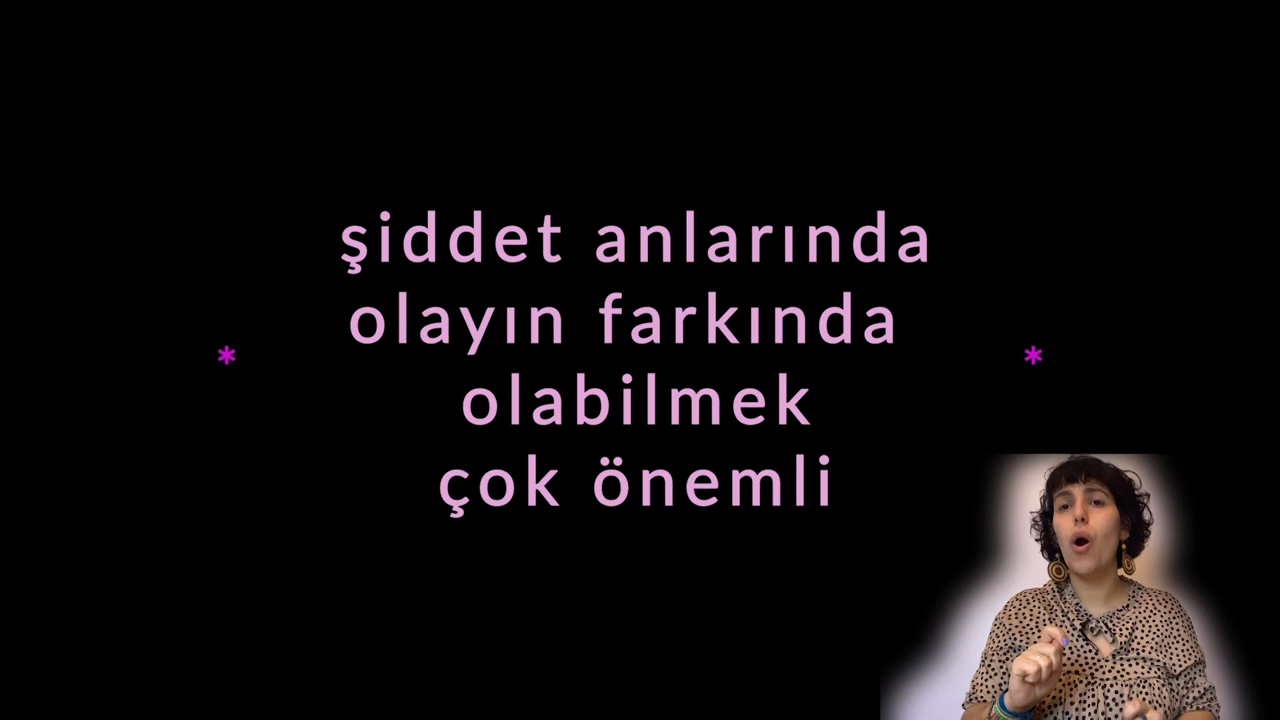 şiddet anlarında
olayın farkında
* olabilmek *
çok önemli